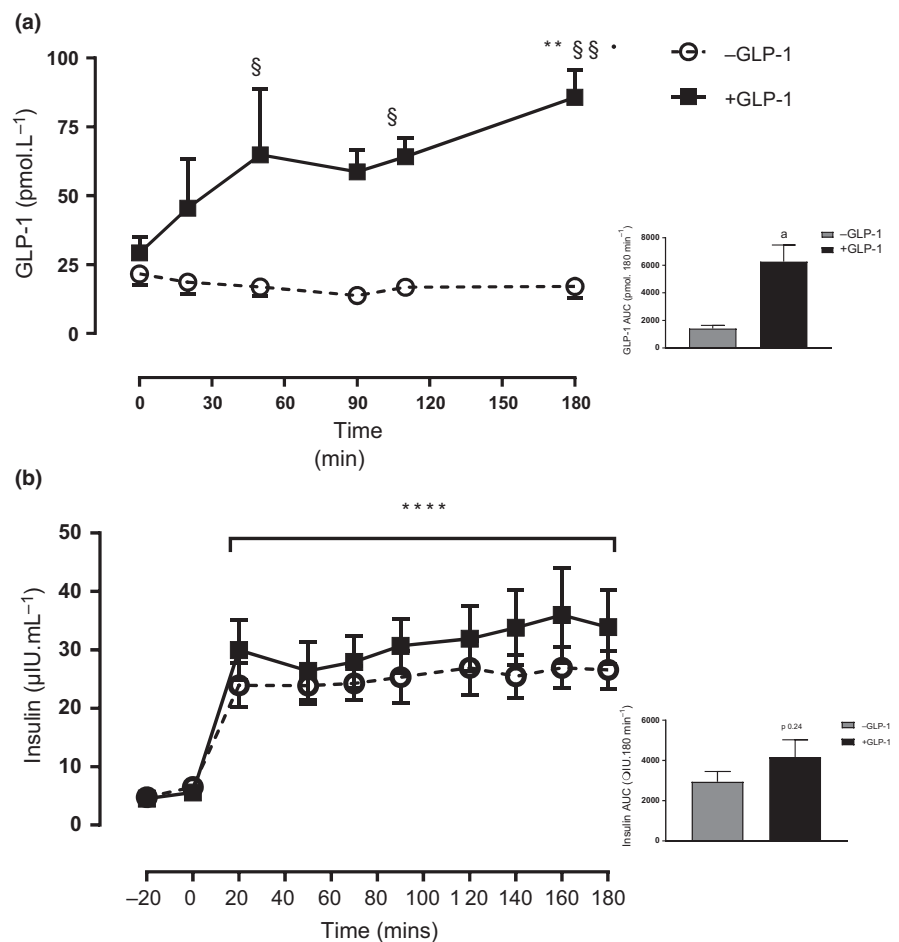 (a)
** §§ •
100
–GLP-1
§
+GLP-1
75
§
50
25
0
GLP-1 (pmol.L–1)
0 30 60 90 120 150 180
Time
(min)
a
–GLP-1
+GLP-1
8000
6000
4000
2000
0
GLP-1 AUC (pmol. 180 min–1)
(b)
****
50
40
30
20
10
0
Insulin (µIU.mL–1)
–20 0 20 40 60 80 100 120 140 160 180
Time (mins)
p 0.24
–GLP-1
+GLP-1
6000
4000
2000
0